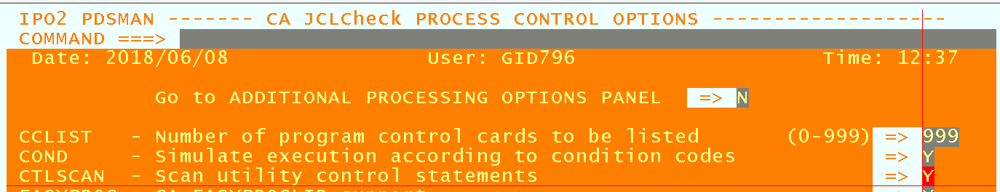 IPO2 PDSMAN ------- CA JCLCheck PROCESS CONTROL OPTIONS -------------------
COMMAND ===>
Date: 2018/06/08 User: GID796 Time: 12:37
Go to ADDITIONAL PROCESSING OPTIONS PANEL => N
CCLIST - Number of program control cards to be listed (0-999) => 999
COND - Simulate execution according to condition codes => Y
CTLSCAN - Scan utility control statements => Y